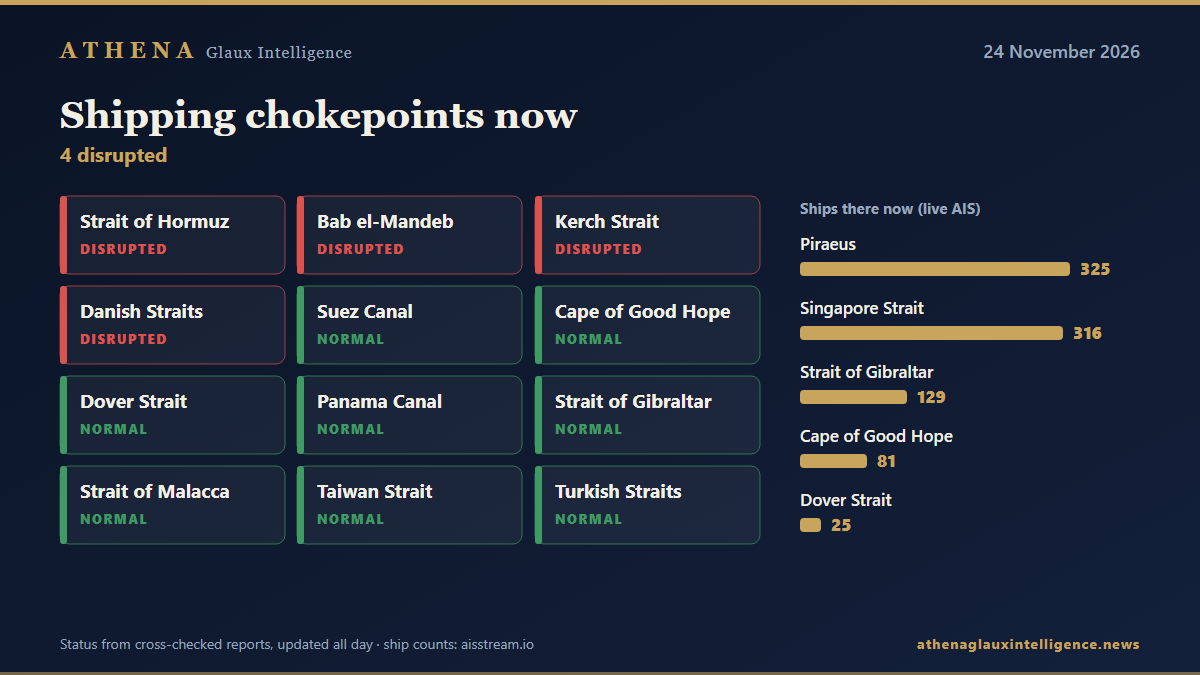 ATHENA Glaux Intelligence
24 November 2026
Shipping chokepoints now
4 disrupted
Strait of Hormuz
DISRUPTED
Bab el-Mandeb
DISRUPTED
Kerch Strait
DISRUPTED
Danish Straits
DISRUPTED
Suez Canal
NORMAL
Cape of Good Hope
NORMAL
Dover Strait
NORMAL
Panama Canal
NORMAL
Strait of Gibraltar
NORMAL
Strait of Malacca
NORMAL
Taiwan Strait
NORMAL
Turkish Straits
NORMAL
Ships there now (live AIS)
Piraeus
325
Singapore Strait
316
Strait of Gibraltar
129
Cape of Good Hope
81
Dover Strait
25
Status from cross-checked reports, updated all day · ship counts: aisstream.io
athenaglauxintelligence.news